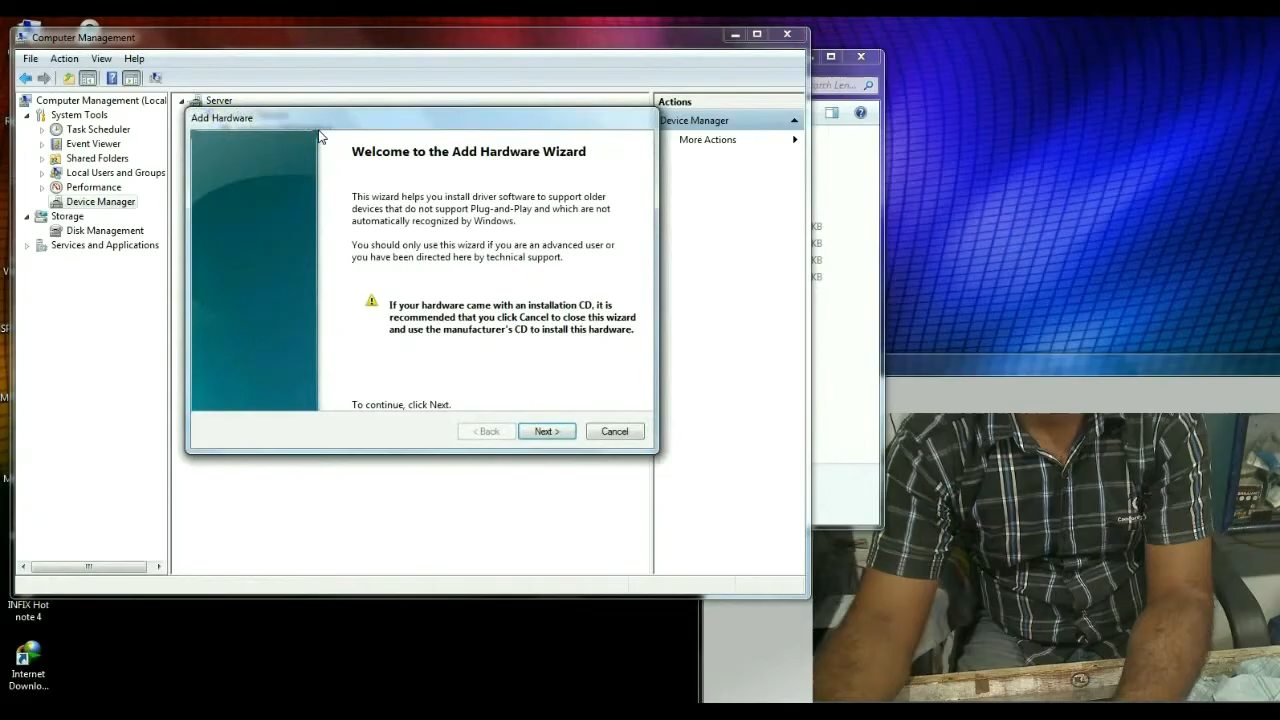 Computer Management
File Action View Help
Computer Management (Local
System Tools
Task Scheduler
Event Viewer
Shared Folders
Local Users and Groups
Performance
Device Manager
Storage
Disk Management
Services and Applications
Server
Add Hardware
Welcome to the Add Hardware Wizard
This wizard helps you install driver software to support older
devices that do not support Plug-and-Play and which are not
automatically recognized by Windows.
You should only use this wizard if you are an advanced user or
you have been directed here by technical support.
If your hardware came with an installation CD, it is
recommended that you click Cancel to close this wizard
and use the manufacturer's CD to install this hardware.
To continue, click Next.
< Back
Next >
Cancel
Actions
Device Manager
More Actions
KB
KB
KB
KB
INFIX Hot
note 4
Internet
Downlo...